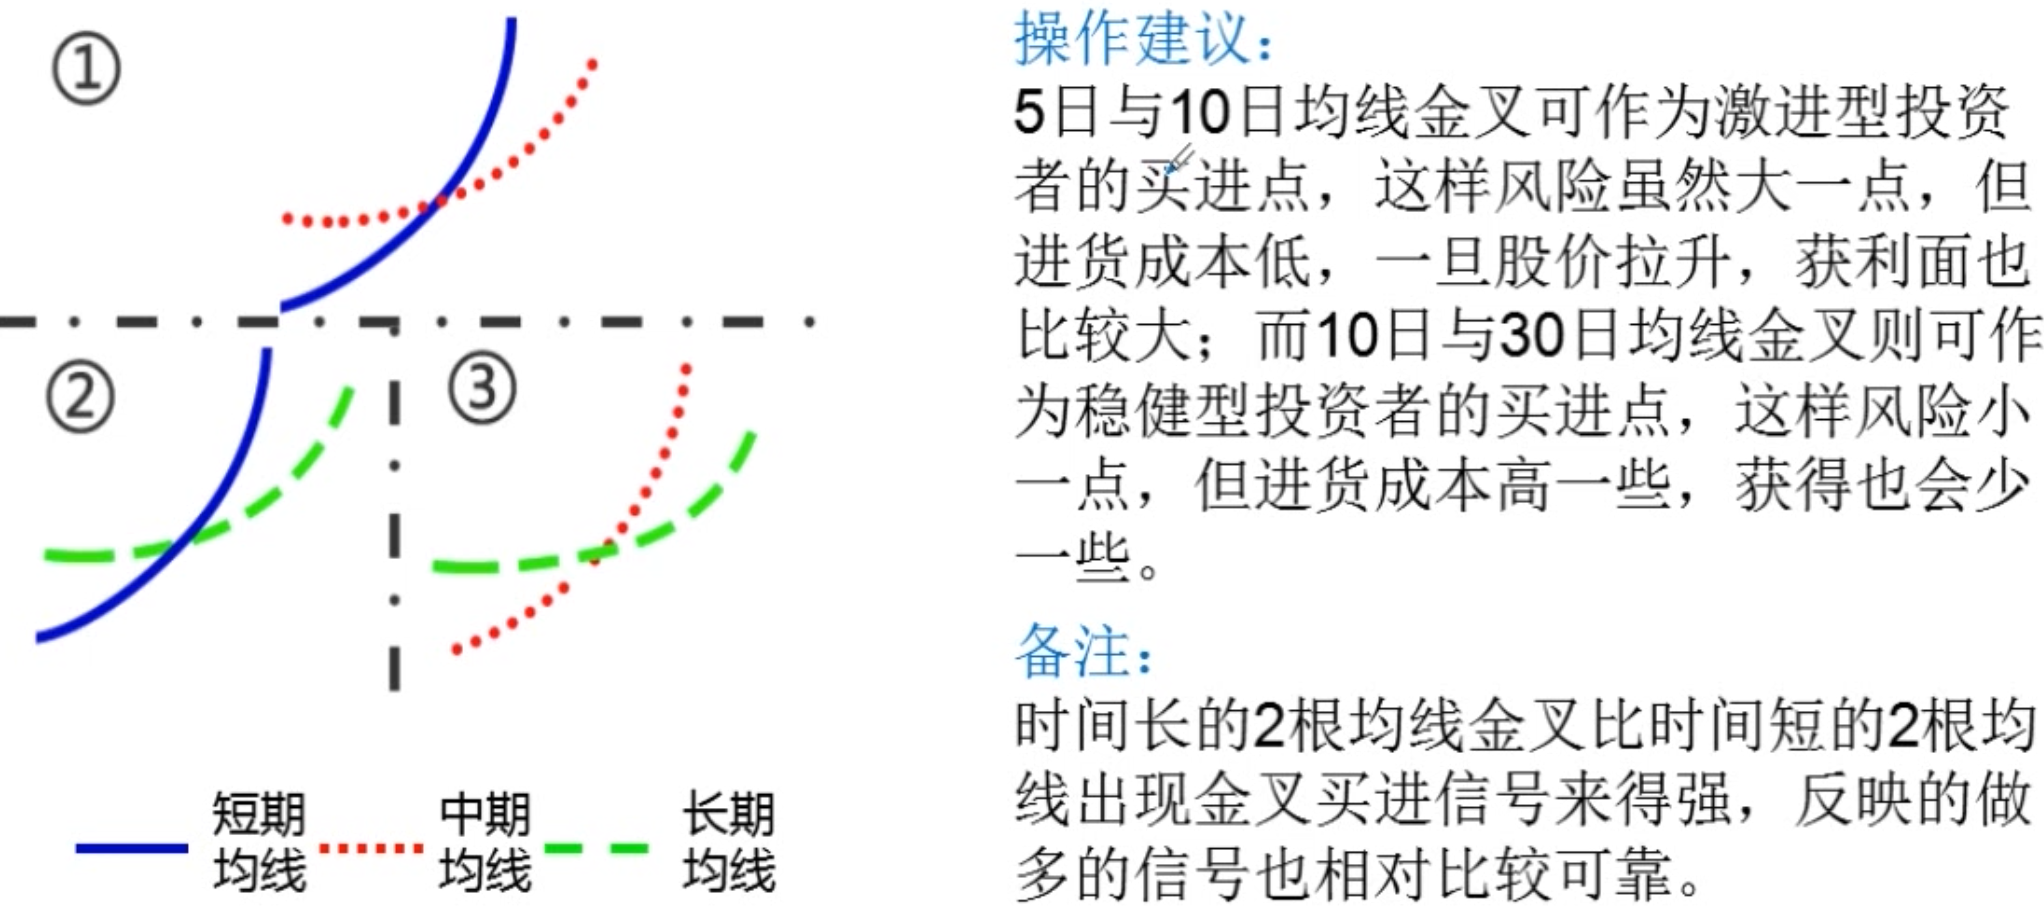 ①
②
③
短期
均线
中期
均线
长期
均线
操作建议：
5日与10日均线金叉可作为激进型投资
者的买进点，这样风险虽然大一点，但
进货成本低，一旦股价拉升，获利面也
比较大；而10日与30日均线金叉则可作
为稳健型投资者的买进点，这样风险小
一点，但进货成本高一些，获得也会少
一些。
备注：
时间长的2根均线金叉比时间短的2根均
线出现金叉买进信号来得强，反映的做
多的信号也相对比较可靠。